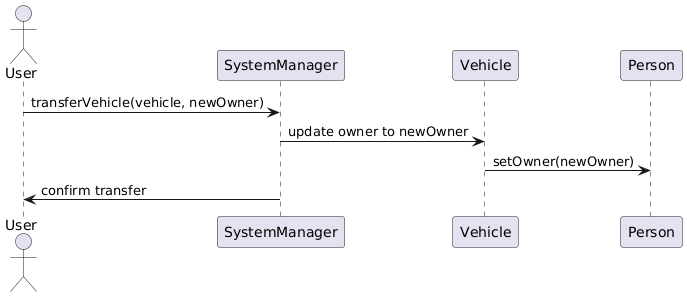 User
SystemManager
Vehicle
Person
transferVehicle(vehicle, newOwner)
update owner to newOwner
setOwner(newOwner)
confirm transfer
User
SystemManager
Vehicle
Person